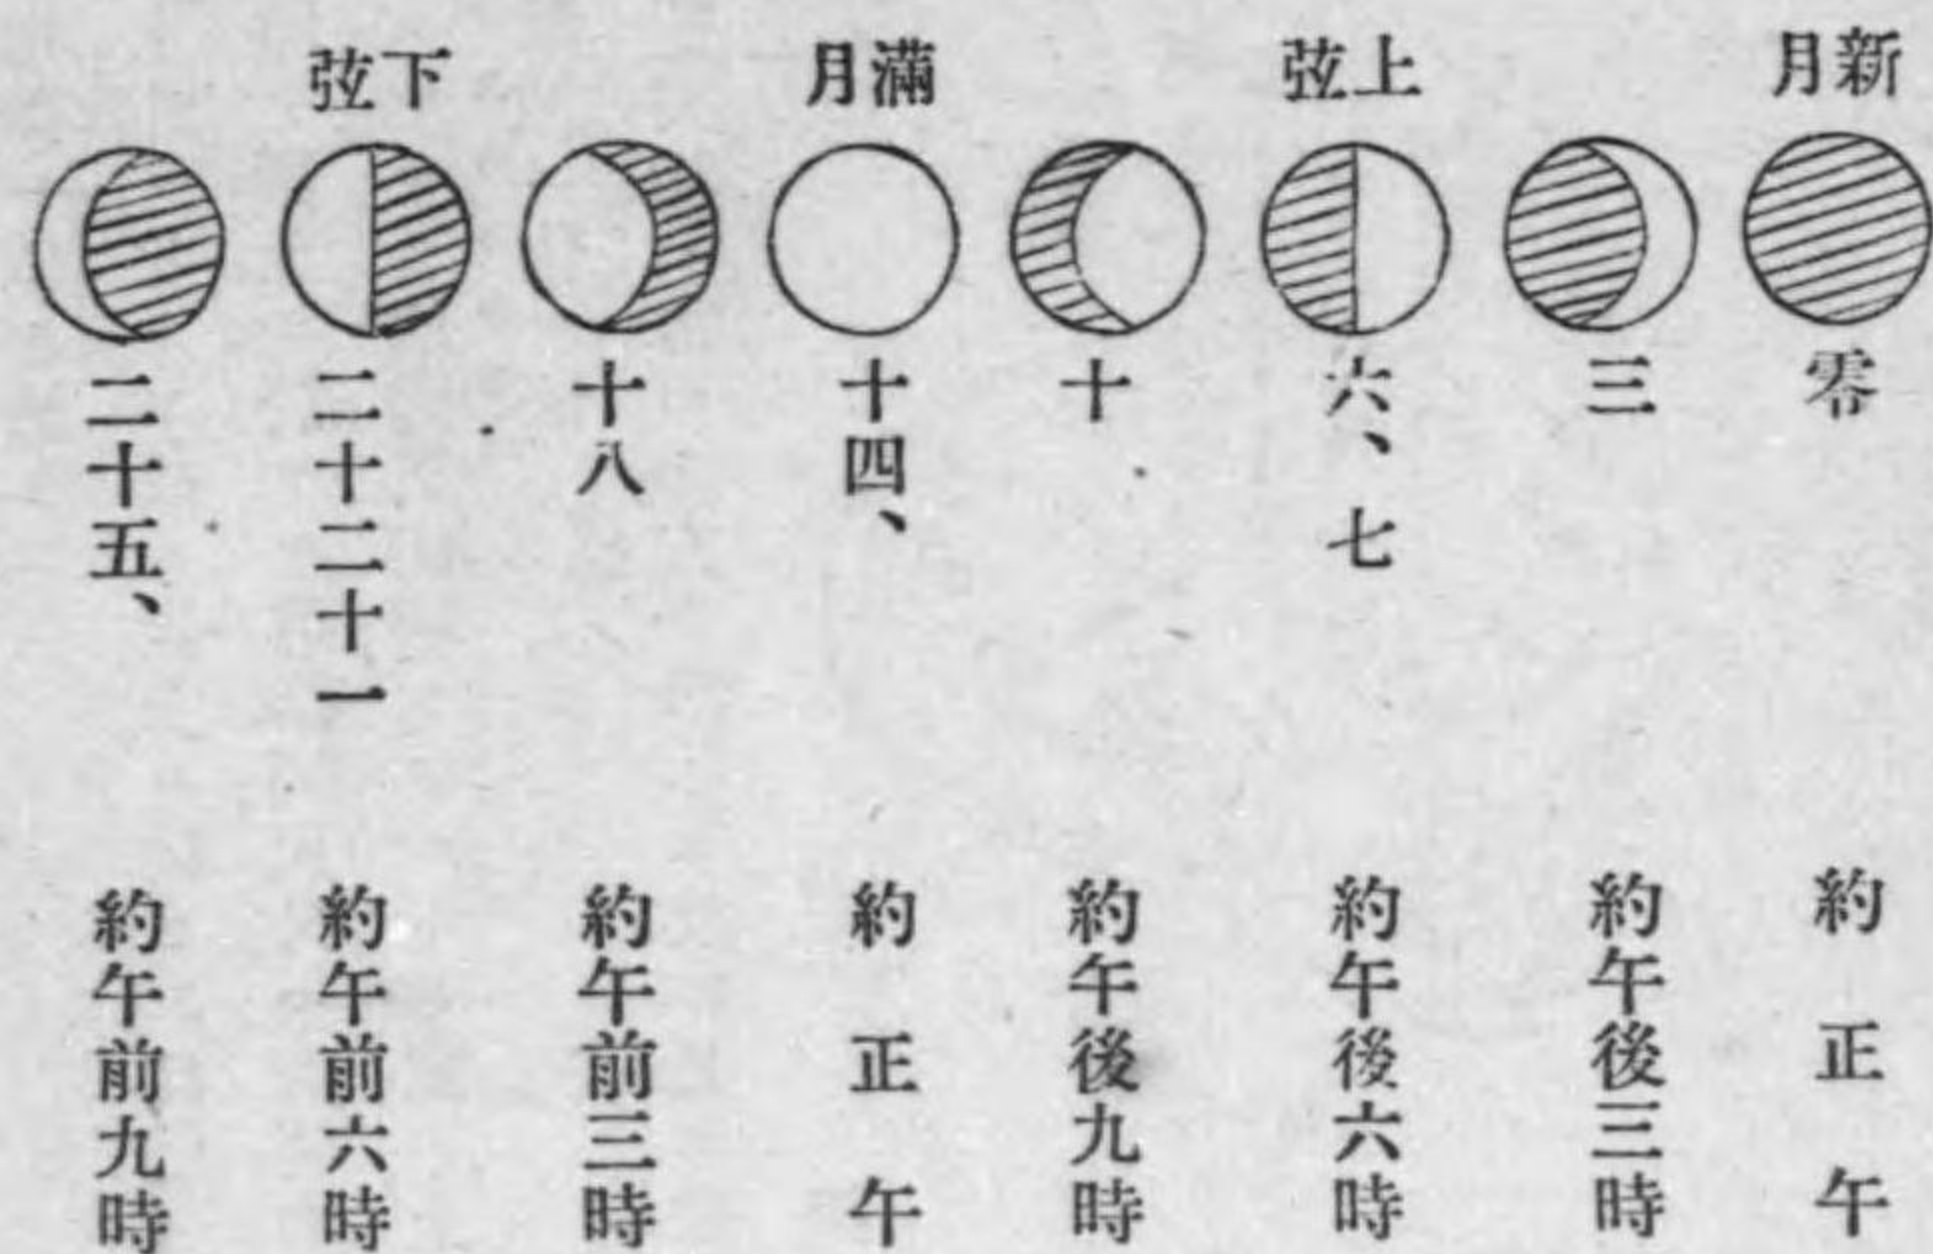 新月
零
約正午
三
約午後三時
上弦
六、七
約午後六時
十
約午後九時
滿月
十四、
約正午
十八
約午前三時
下弦
二十二十一
約午前六時
二十五、
約午前九時